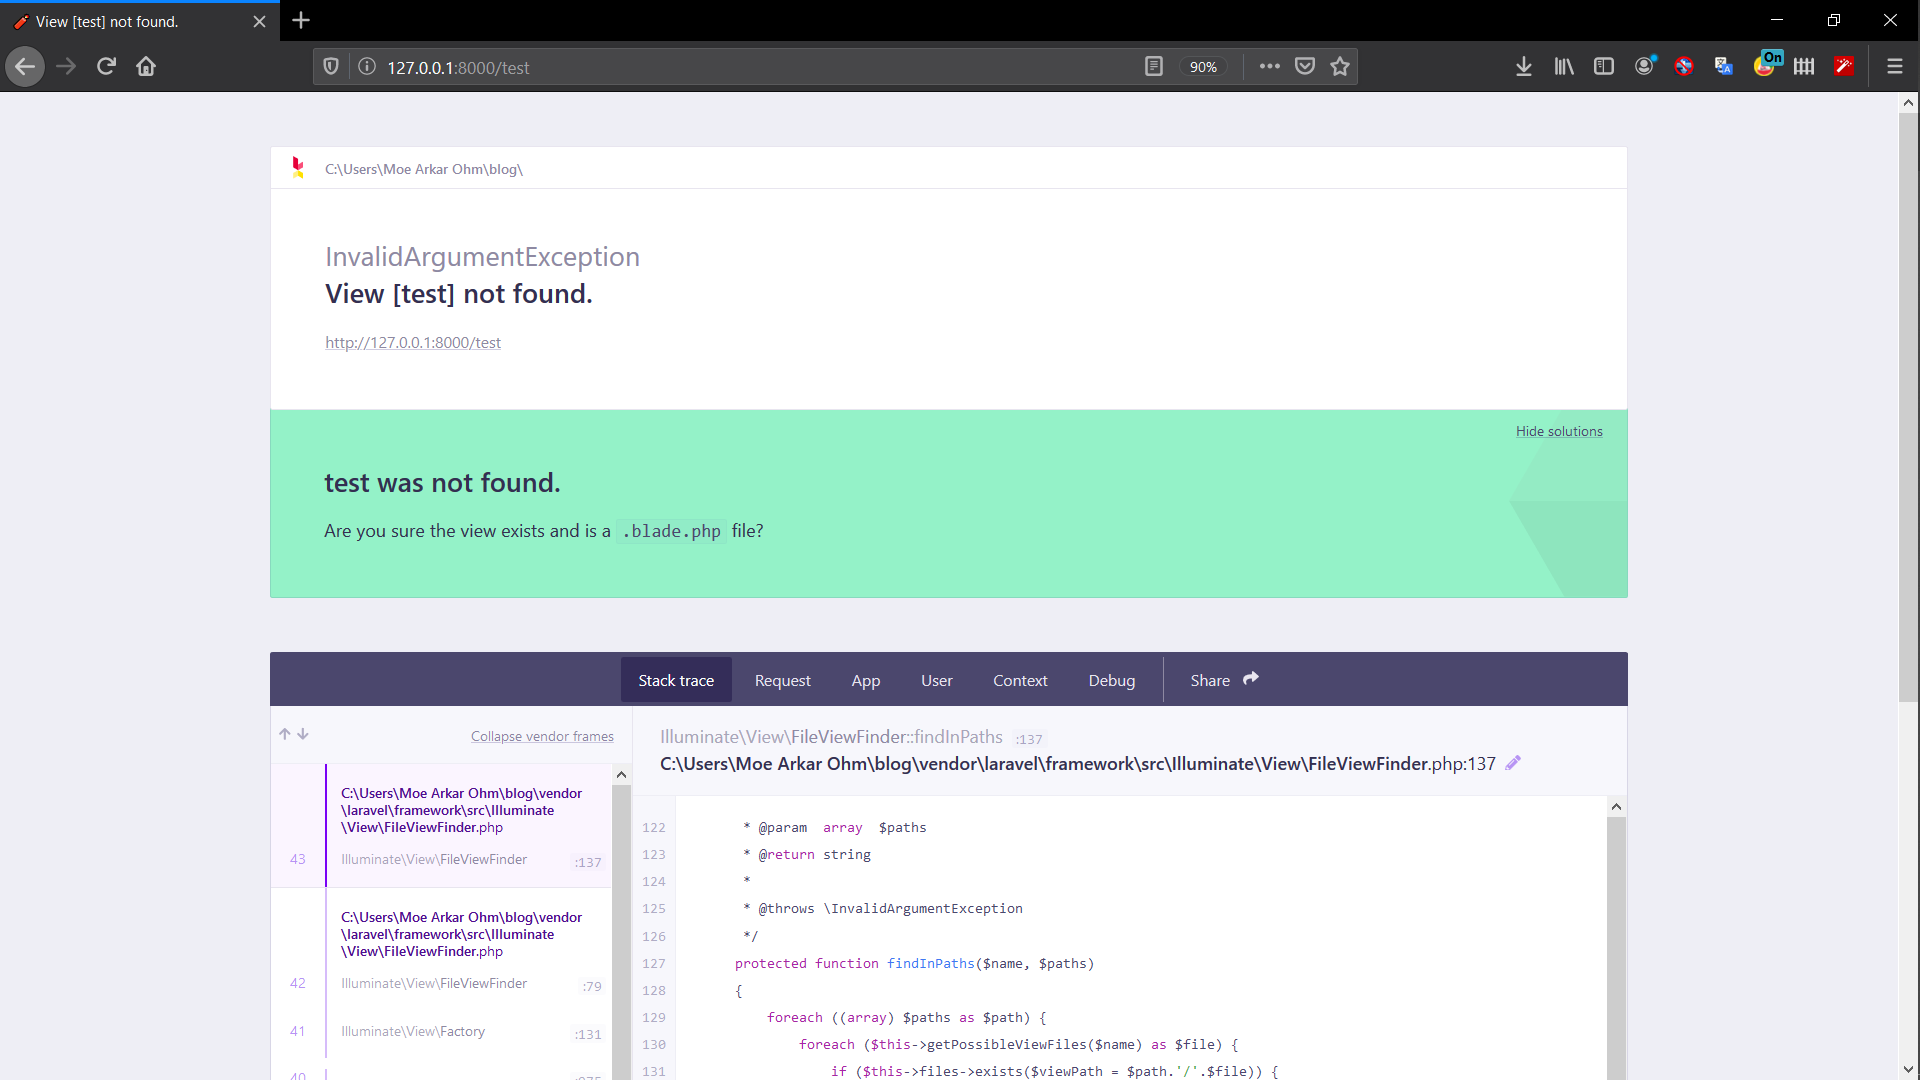 View [test] not found.
127.0.0.1:8000/test
90%
On
C:\Users\Moe Arkar Ohm\blog\
InvalidArgumentException
View [test] not found.
http://127.0.0.1:8000/test
Hide solutions
test was not found.
Are you sure the view exists and is a .blade.php file?
Stack trace Request App User Context Debug Share
Collapse vendor frames
C:\Users\Moe Arkar Ohm\blog\vendor
\laravel\framework\src\Illuminate
\View\FileViewFinder.php
43 Illuminate\View\FileViewFinder :137
C:\Users\Moe Arkar Ohm\blog\vendor
\laravel\framework\src\Illuminate
\View\FileViewFinder.php
42 Illuminate\View\FileViewFinder :79
41 Illuminate\View\Factory :131
40
Illuminate\View\FileViewFinder::findInPaths :137
C:\Users\Moe Arkar Ohm\blog\vendor\laravel\framework\src\Illuminate\View\FileViewFinder.php:137
122 * @param  array  $paths
123 * @return string
124 *
125 * @throws \InvalidArgumentException
126 */
127 protected function findInPaths($name, $paths)
128 {
129 foreach ((array) $paths as $path) {
130 foreach ($this->getPossibleViewFiles($name) as $file) {
131 if ($this->files->exists($viewPath = $path.'/'.$file)) {